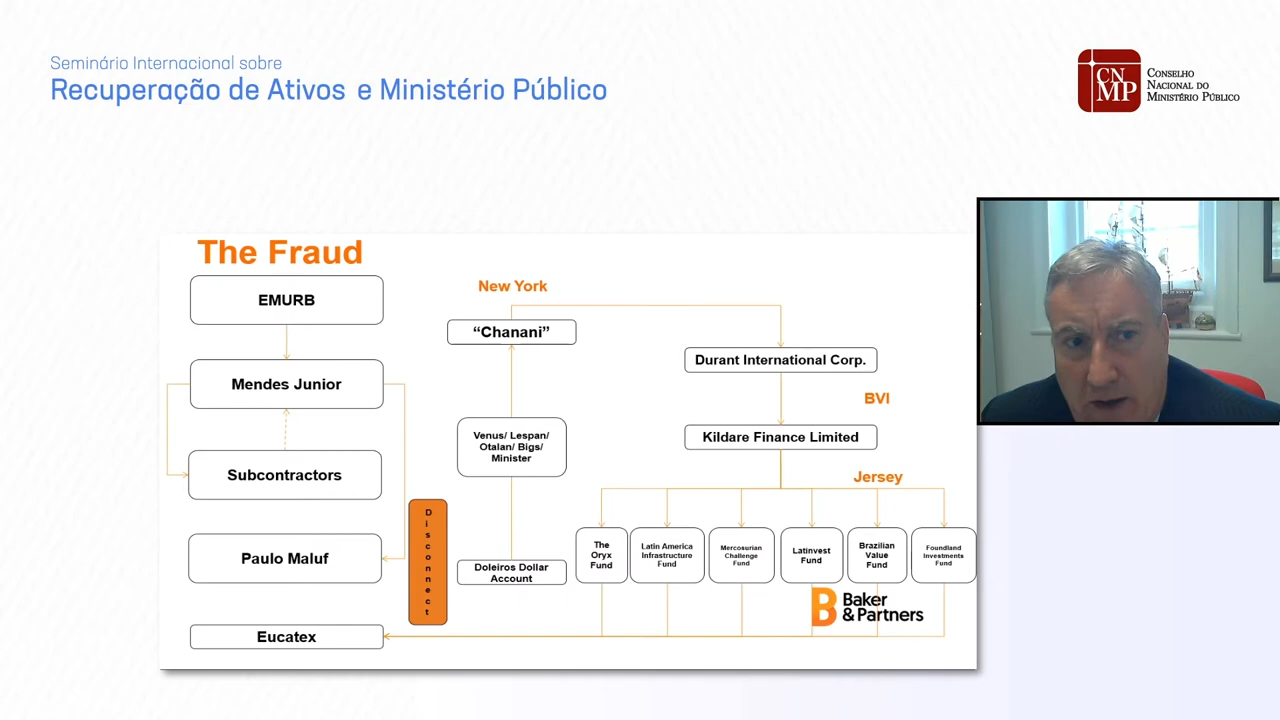 Seminário Internacional sobre
Recuperação de Ativos e Ministério Público
CN
MP
CONSELHO
NACIONAL DO
MINISTÉRIO PÚBLICO
The Fraud
EMURB
Mendes Junior
Subcontractors
Paulo Maluf
Eucatex
Disconnect
New York
“Chanani”
Venus/ Lespan/
Otalan/ Bigs/
Minister
Doleiros Dollar
Account
Durant International Corp.
BVI
Kildare Finance Limited
Jersey
The
Oryx
Fund
Latin America
Infrastructure
Fund
Mercosurian
Challenge
Fund
Latinvest
Fund
Brazilian
Value
Fund
Foundland
Investments
Fund
B
Baker
& Partners